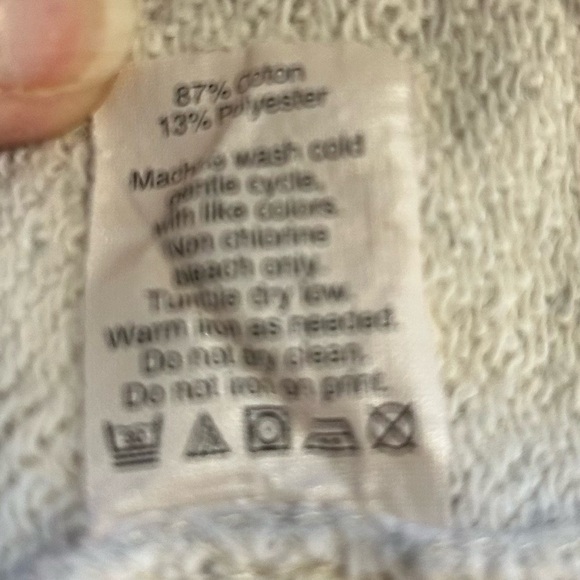 87% cotton
13% polyester
Machine wash cold
gentle cycle,
with like colors.
Non chlorine
bleach only.
Tumble dry low.
Warm iron as needed.
Do not dry clean.
Do not iron on print.